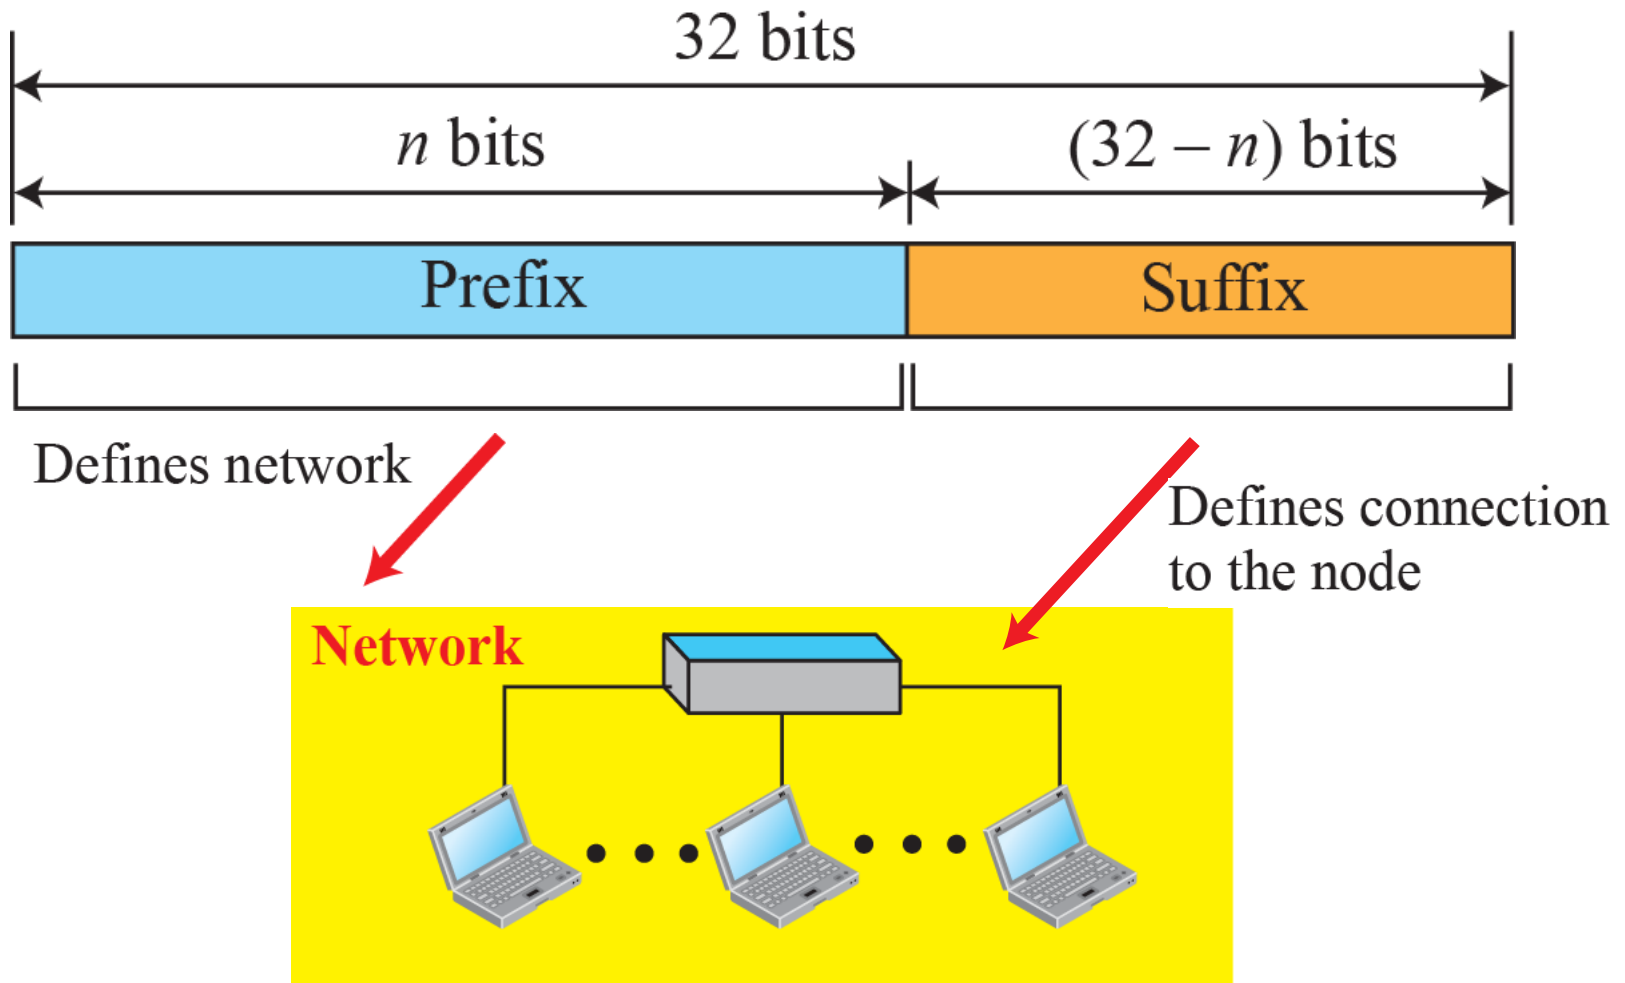 32 bits
n bits
(32 – n) bits
Prefix
Suffix
Defines network
Defines connection
to the node
Network